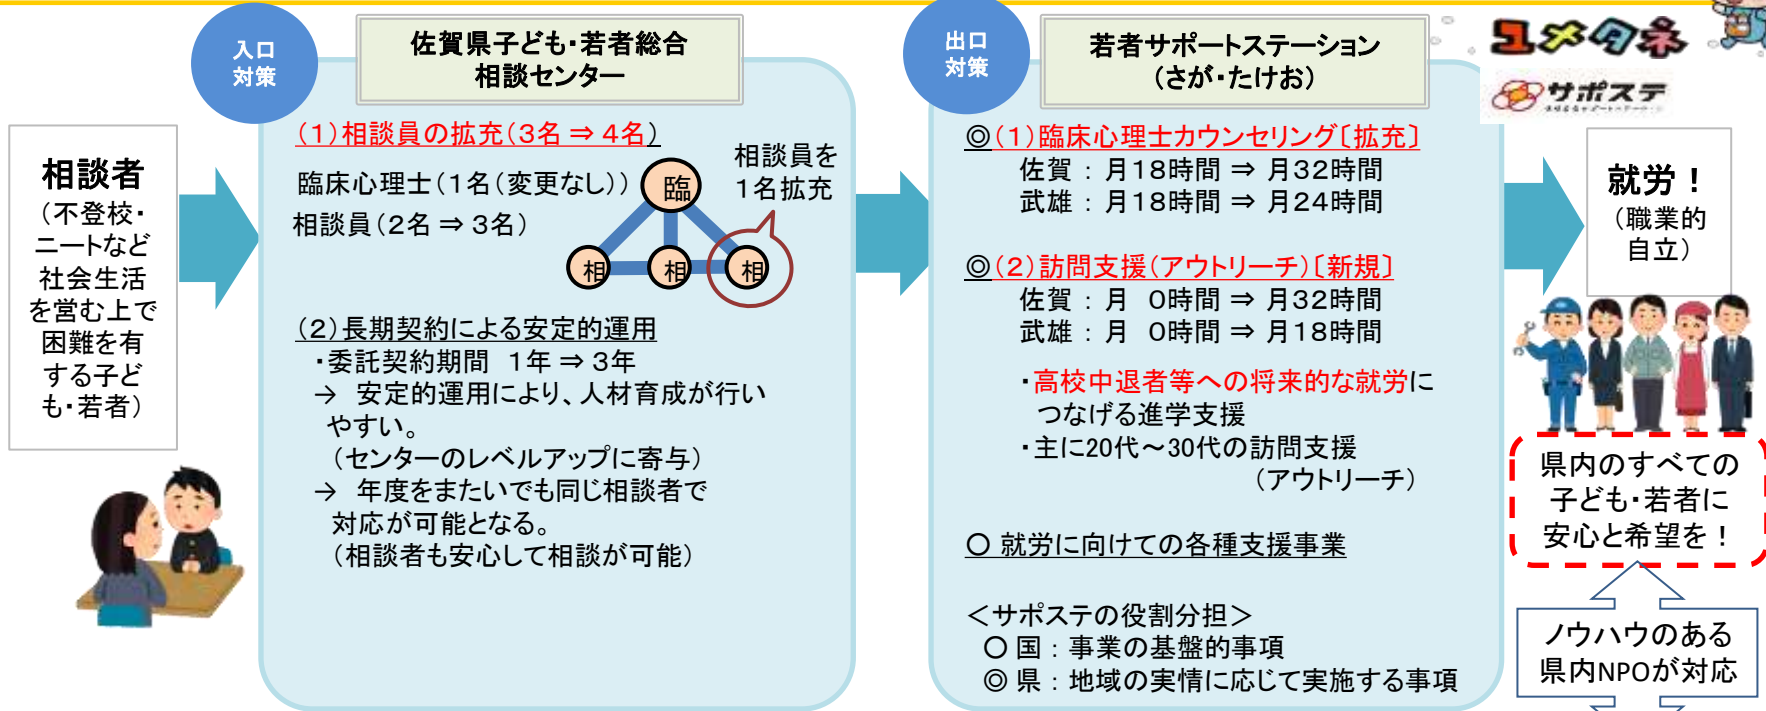 入口
対策
佐賀県子ども・若者総合
相談センター
出口
対策
若者サポートステーション
(さが・たけお)
ユメタネ
サポステ
相談者
(不登校・
ニートなど
社会生活
を営む上で
困難を有
する子ど
も・若者)
(1)相談員の拡充(3名 ⇒ 4名)
臨床心理士(1名(変更なし))
相談員(2名 ⇒ 3名)
臨
相 相 相
相談員を
1名拡充
(2)長期契約による安定的運用
・委託契約期間 1年 ⇒ 3年
→ 安定的運用により、人材育成が行い
やすい。
(センターのレベルアップに寄与)
→ 年度をまたいでも同じ相談者で
対応が可能となる。
(相談者も安心して相談が可能)
◎(1)臨床心理士カウンセリング〔拡充〕
佐賀:月18時間 ⇒ 月32時間
武雄:月18時間 ⇒ 月24時間
◎(2)訪問支援(アウトリーチ)〔新規〕
佐賀:月 0時間 ⇒ 月32時間
武雄:月 0時間 ⇒ 月18時間
・高校中退者等への将来的な就労に
つなげる進学支援
・主に20代~30代の訪問支援
(アウトリーチ)
○ 就労に向けての各種支援事業
<サポステの役割分担>
○ 国:事業の基盤的事項
◎ 県:地域の実情に応じて実施する事項
就労!
(職業的
自立)
県内のすべての
子ども・若者に
安心と希望を!
ノウハウのある
県内NPOが対応